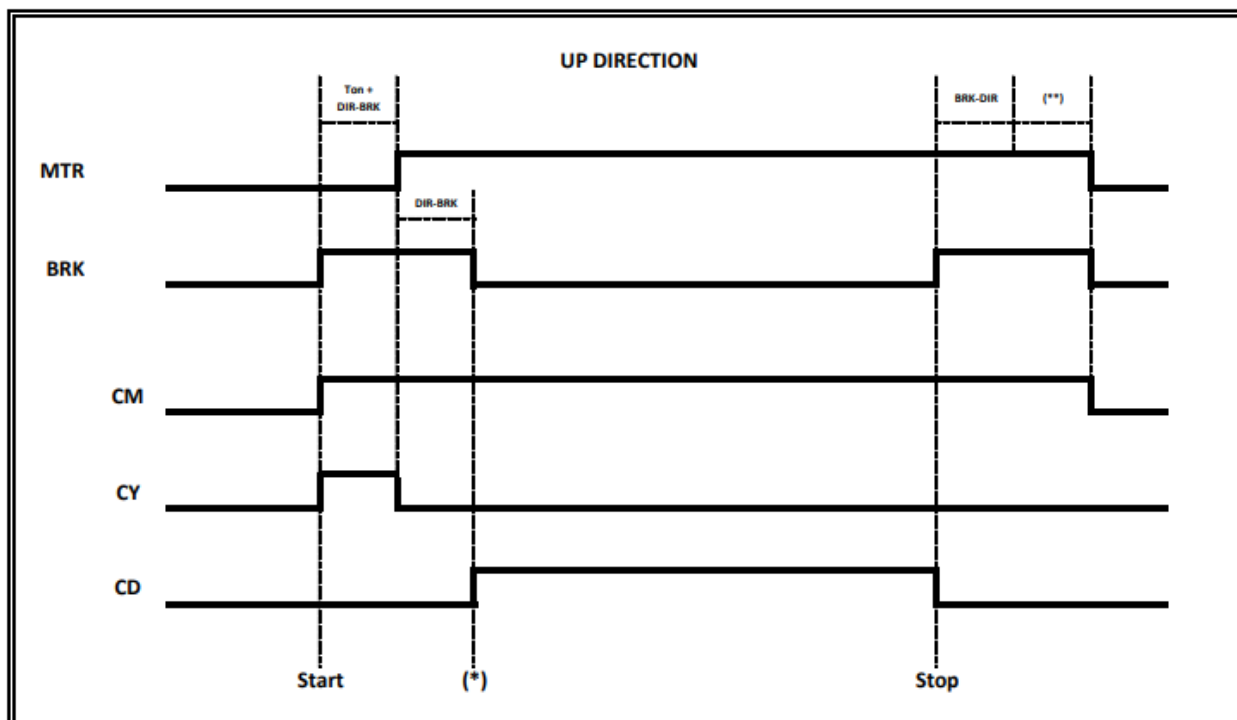 UP DIRECTION
Ton +
DIR-BRK
BRK-DIR
(**)
MTR
DIR-BRK
BRK
CM
CY
CD
Start
(*)
Stop